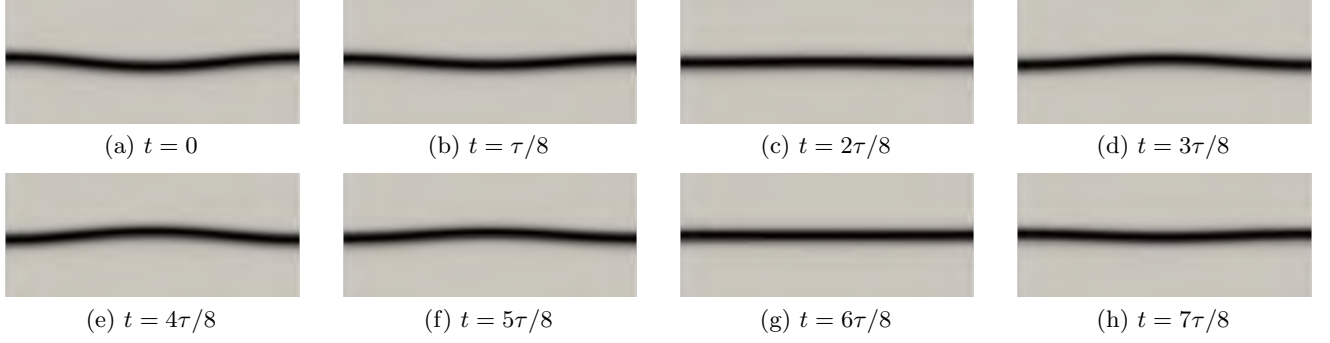 (a) t = 0 (b) t = τ/8 (c) t = 2τ/8 (d) t = 3τ/8
(e) t = 4τ/8 (f) t = 5τ/8 (g) t = 6τ/8 (h) t = 7τ/8